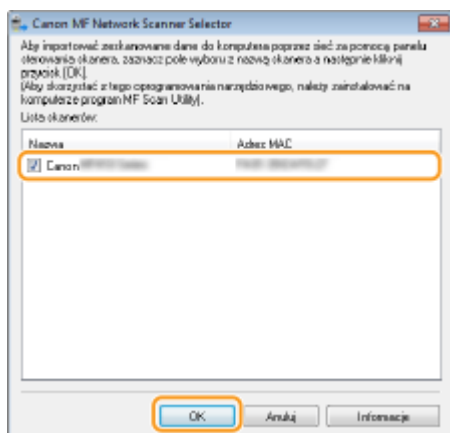 Canon MF Network Scanner Selector
Aby importować zeskanowane dane do komputera poprzez sieć za pomocą panelu
sterowania skanera, zaznacz pole wyboru z nazwą skanera a następnie kliknij
przycisk [OK].
(Aby skorzystać z tego oprogramowania narzędziowego, należy zainstalować na
komputerze program MF Scan Utility).
Lista skanerów:
Nazwa Adres MAC
Canon
OK Anuluj Informacje